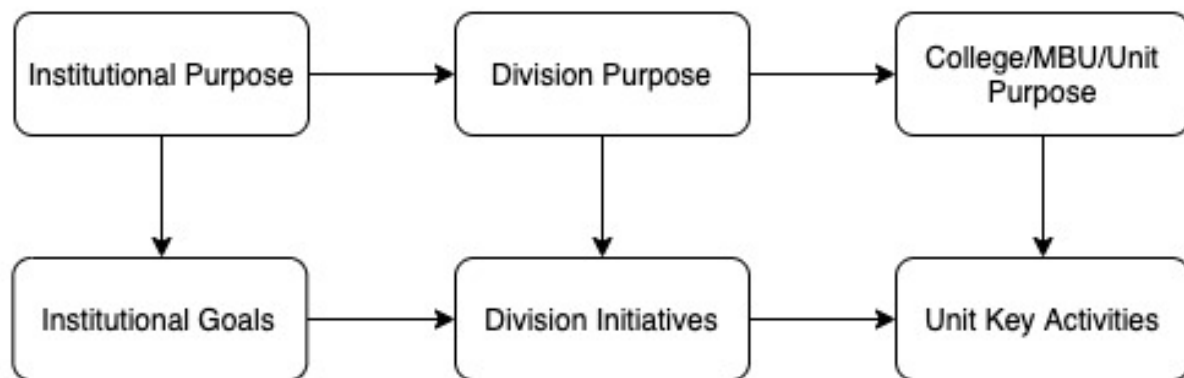 Institutional Purpose
Division Purpose
College/MBU/Unit
Purpose
Institutional Goals
Division Initiatives
Unit Key Activities